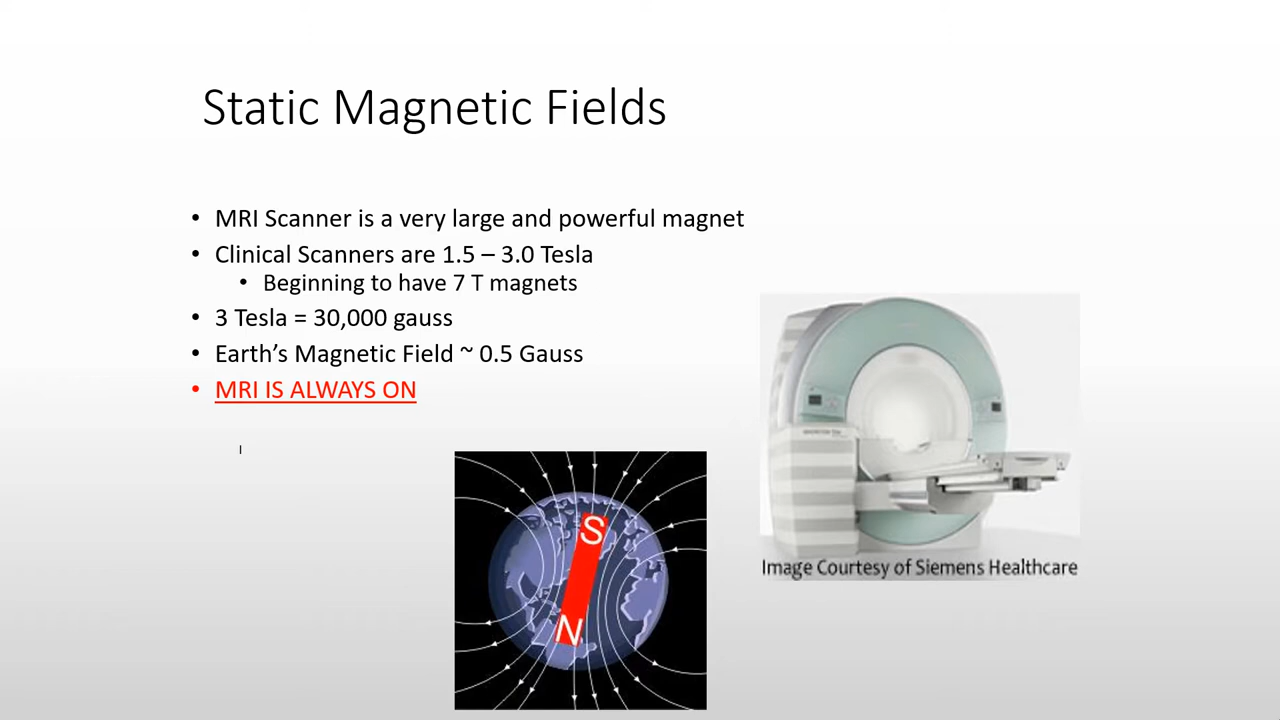 Static Magnetic Fields
• MRI Scanner is a very large and powerful magnet
• Clinical Scanners are 1.5 – 3.0 Tesla
• Beginning to have 7 T magnets
• 3 Tesla = 30,000 gauss
• Earth’s Magnetic Field ~ 0.5 Gauss
• MRI IS ALWAYS ON
S
N
Image Courtesy of Siemens Healthcare